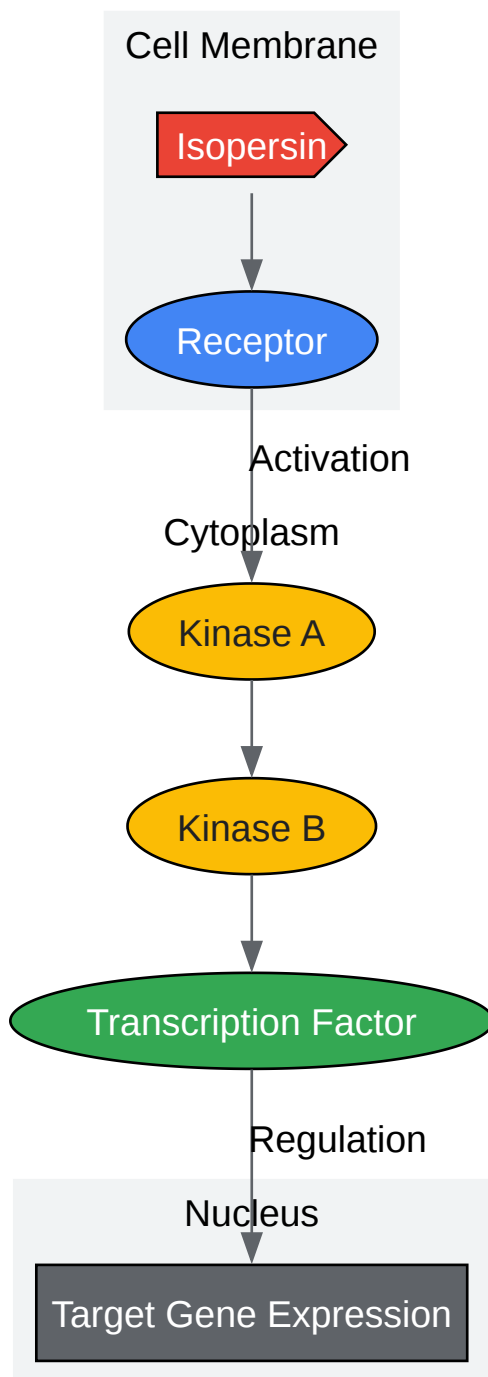 Cell Membrane
Isopersin
Receptor
Activation
Cytoplasm
Kinase A
Kinase B
Transcription Factor
Regulation
Nucleus
Target Gene Expression